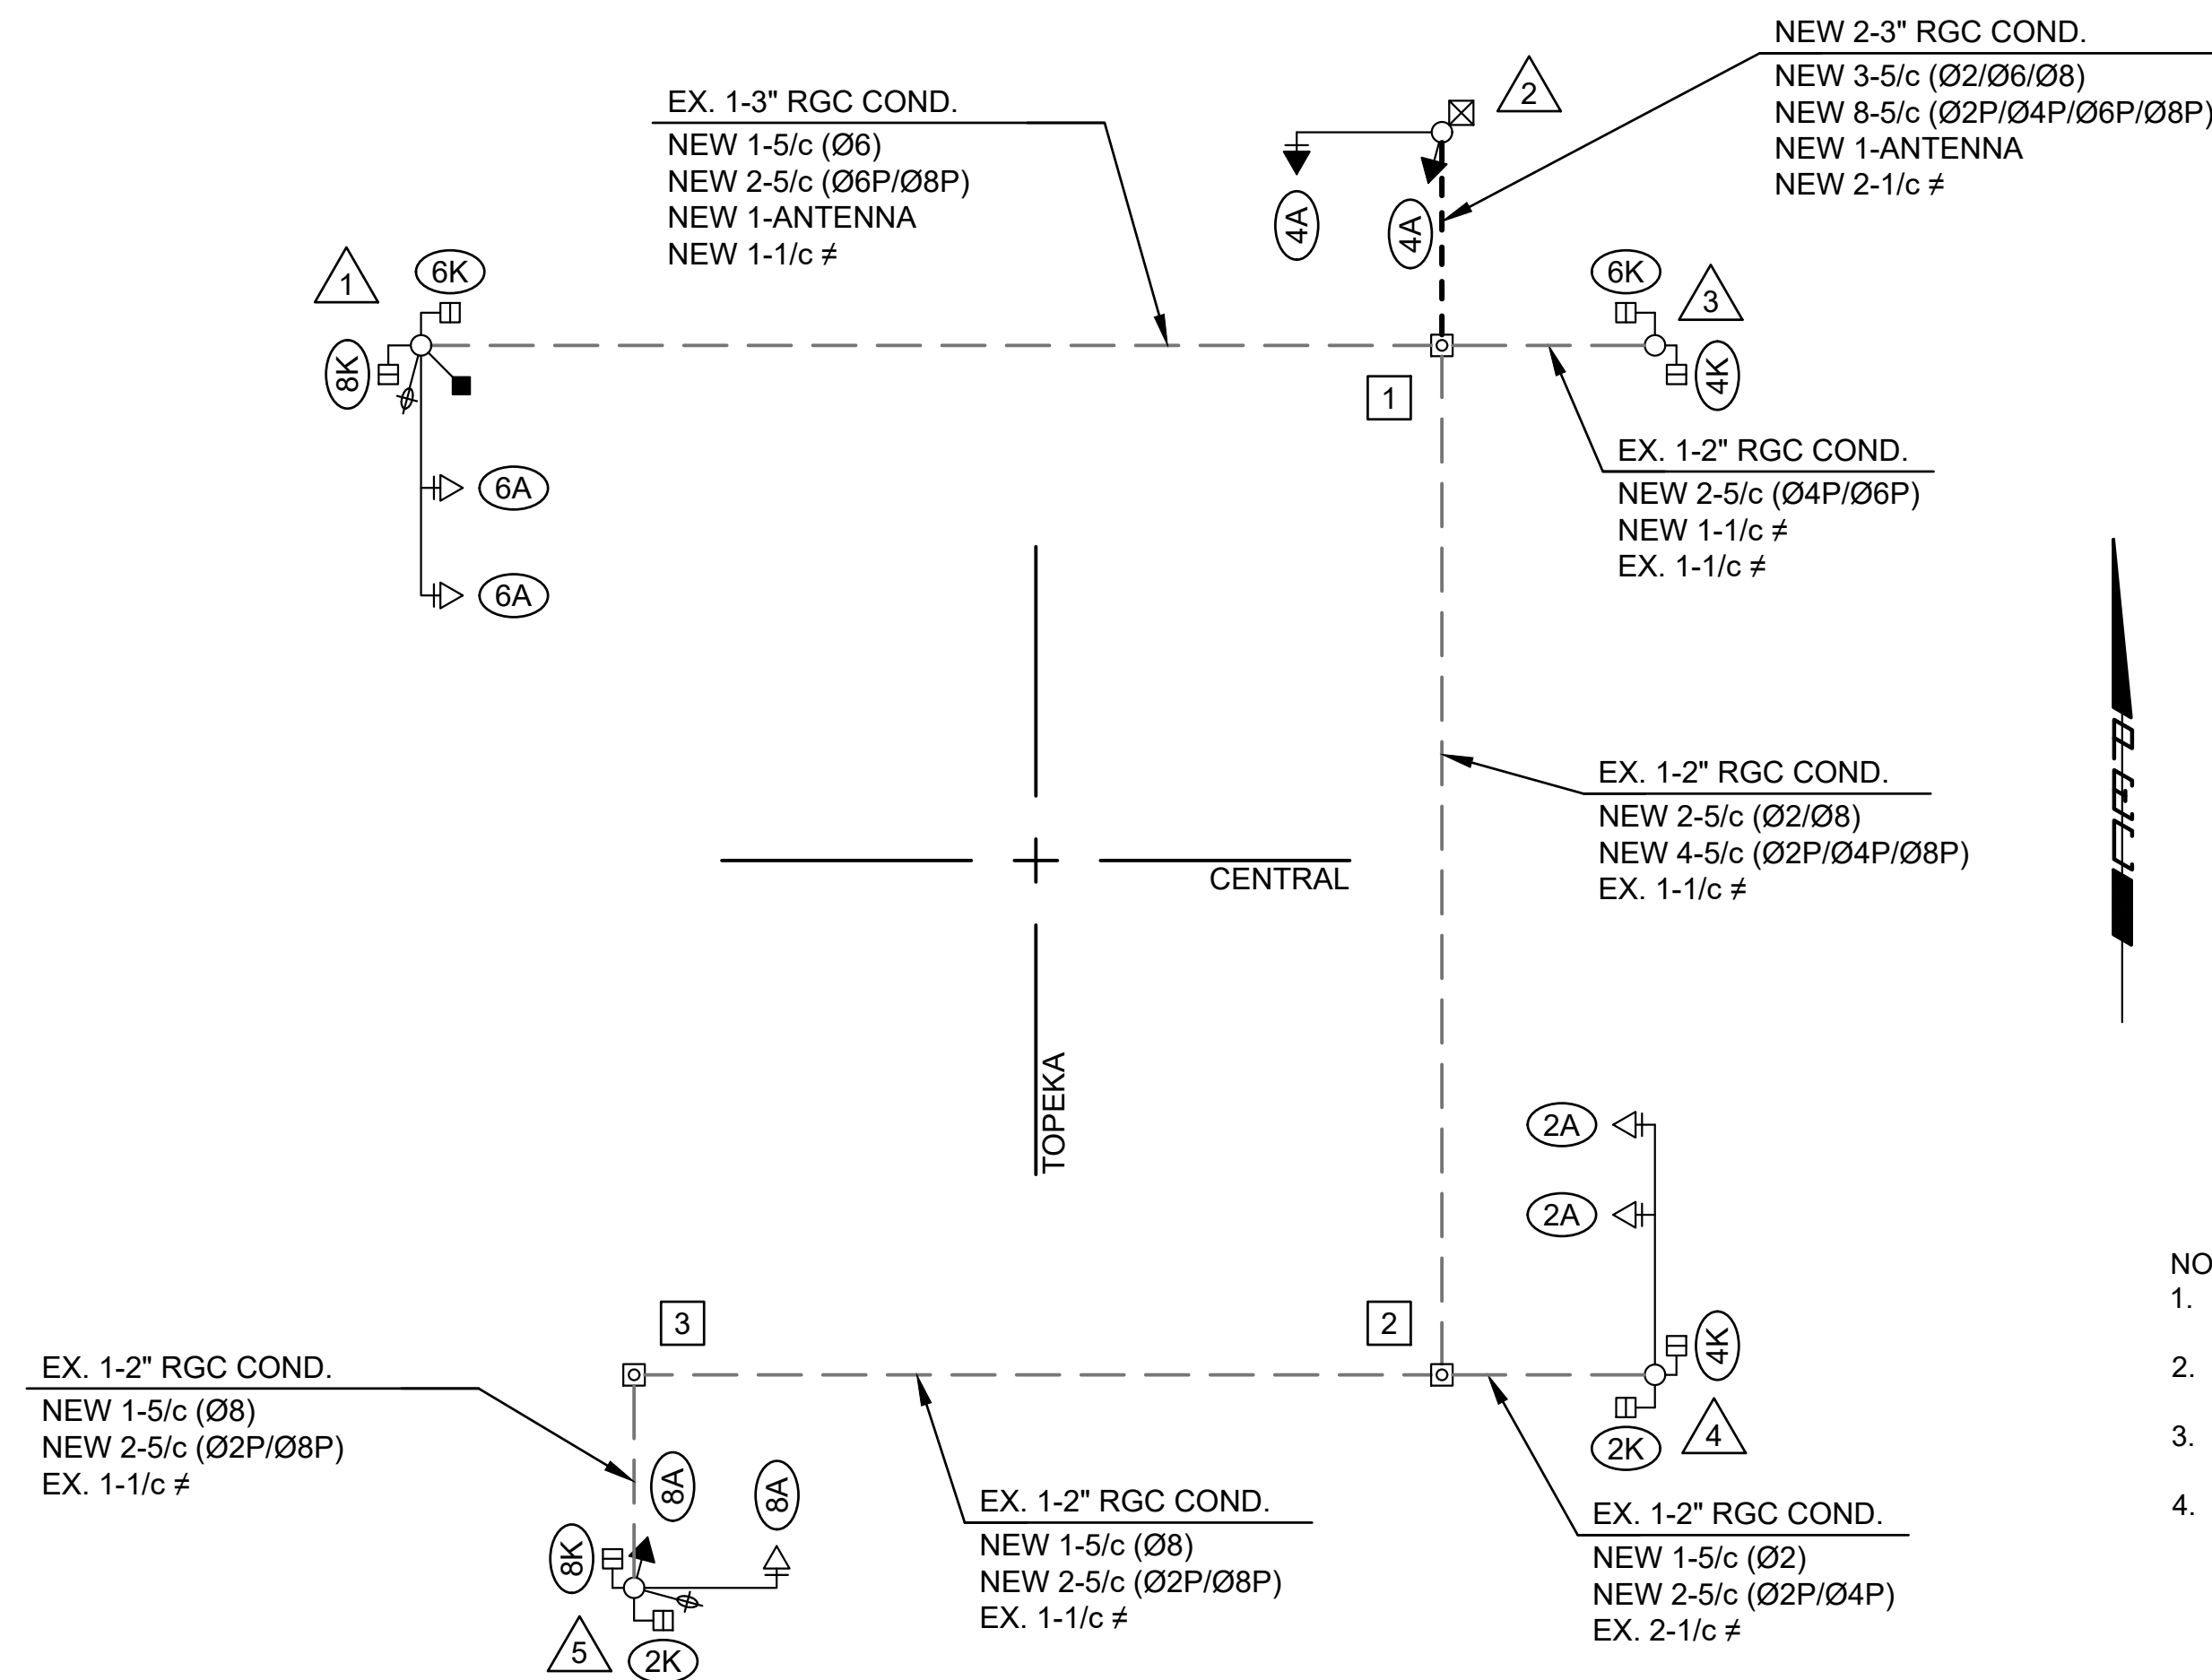 NEW 2-3" RGC COND.
NEW 3-5/c (Ø2/Ø6/Ø8)
NEW 8-5/c (Ø2P/Ø4P/Ø6P/Ø8P)
NEW 1-ANTENNA
NEW 2-1/c ≠
EX. 1-3" RGC COND.
NEW 1-5/c (Ø6)
NEW 2-5/c (Ø6P/Ø8P)
NEW 1-ANTENNA
NEW 1-1/c ≠
2
4A
4A
1
6K
8K
6A
6A
6K
3
4K
1
EX. 1-2" RGC COND.
NEW 2-5/c (Ø4P/Ø6P)
NEW 1-1/c ≠
EX. 1-1/c ≠
CENTRAL
TOPEKA
EX. 1-2" RGC COND.
NEW 2-5/c (Ø2/Ø8)
NEW 4-5/c (Ø2P/Ø4P/Ø8P)
EX. 1-1/c ≠
2A
2A
3
2
4K
2K
4
EX. 1-2" RGC COND.
NEW 1-5/c (Ø8)
NEW 2-5/c (Ø2P/Ø8P)
EX. 1-1/c ≠
8A
8A
8K
5
2K
EX. 1-2" RGC COND.
NEW 1-5/c (Ø8)
NEW 2-5/c (Ø2P/Ø8P)
EX. 1-1/c ≠
EX. 1-2" RGC COND.
NEW 1-5/c (Ø2)
NEW 2-5/c (Ø2P/Ø4P)
EX. 2-1/c ≠
NO
1.
2.
3.
4.